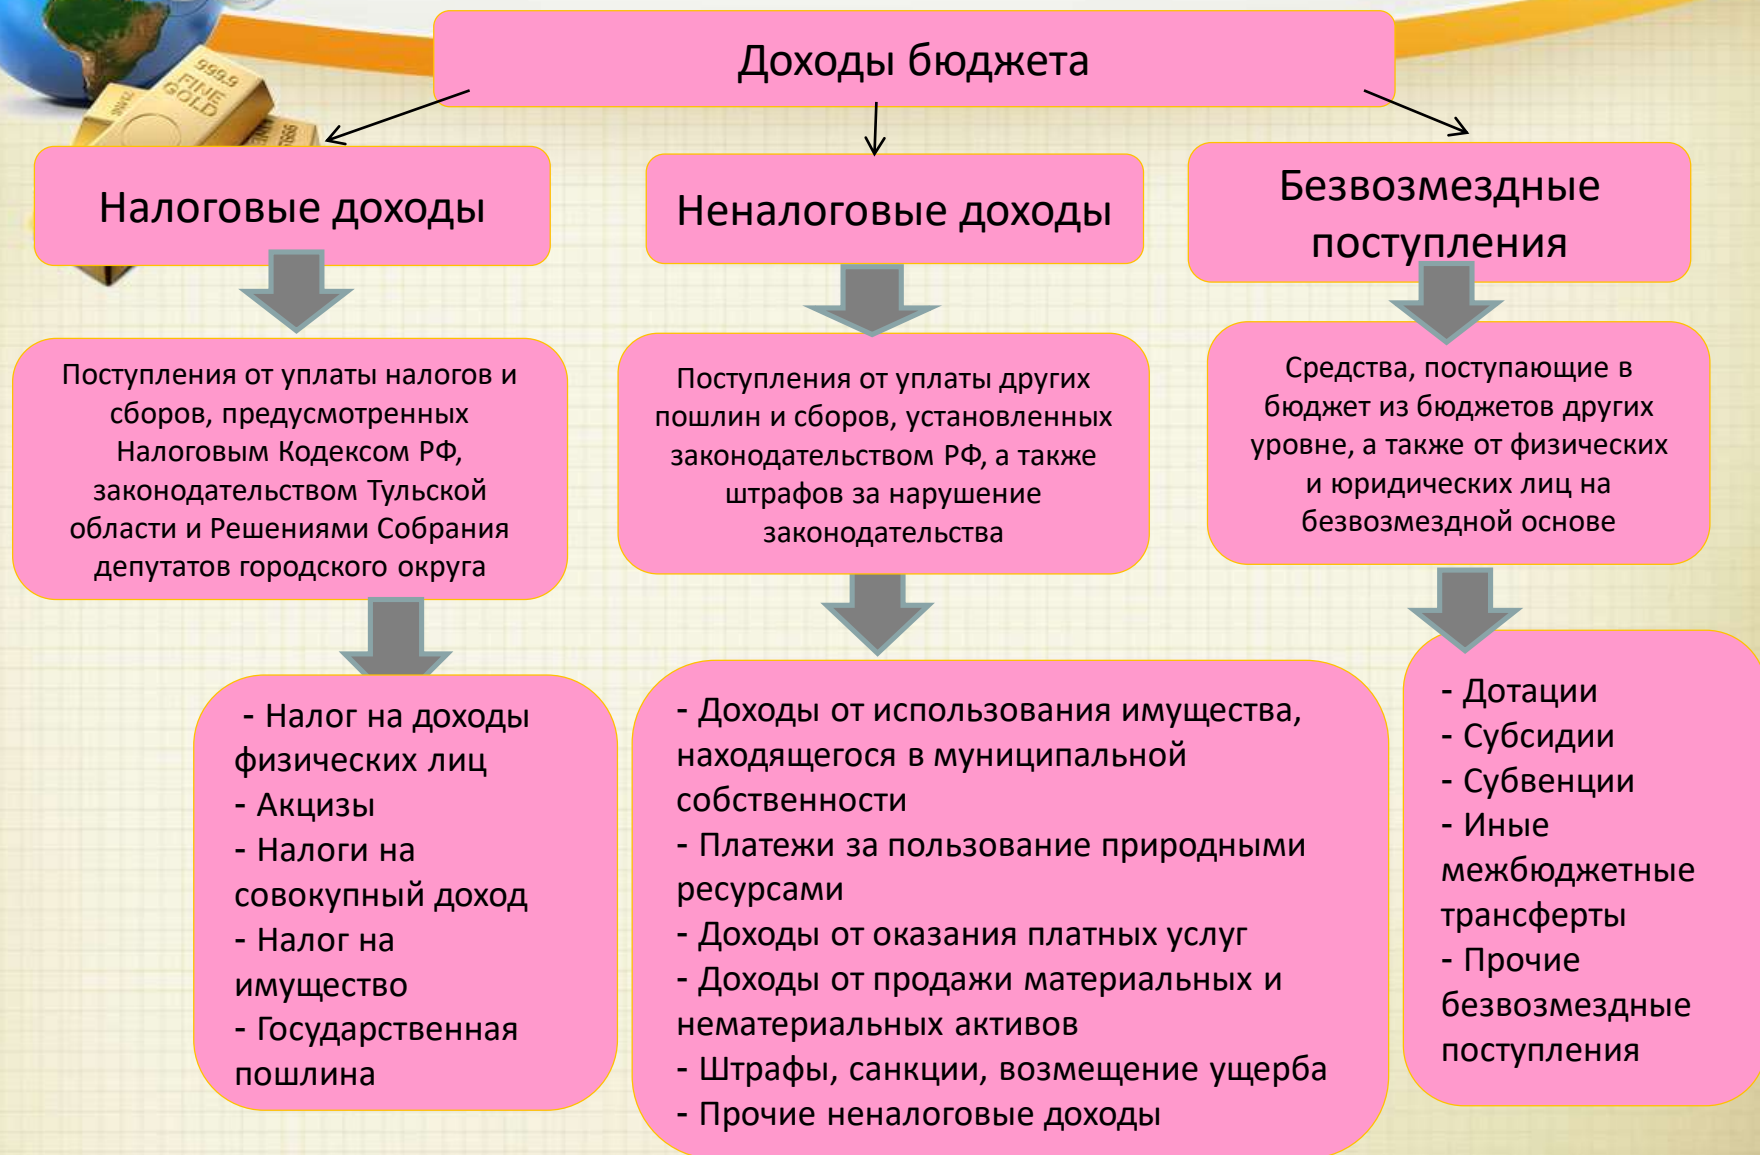 Доходы бюджета
999.9
FINE
GOLD
Налоговые доходы
Неналоговые доходы
Безвозмездные
поступления
Поступления от уплаты налогов и
сборов, предусмотренных
Налоговым Кодексом РФ,
законодательством Тульской
области и Решениями Собрания
депутатов городского округа
Поступления от уплаты других
пошлин и сборов, установленных
законодательством РФ, а также
штрафов за нарушение
законодательства
Средства, поступающие в
бюджет из бюджетов других
уровне, а также от физических
и юридических лиц на
безвозмездной основе
- Налог на доходы
физических лиц
- Акцизы
- Налоги на
совокупный доход
- Налог на
имущество
- Государственная
пошлина
- Доходы от использования имущества,
находящегося в муниципальной
собственности
- Платежи за пользование природными
ресурсами
- Доходы от оказания платных услуг
- Доходы от продажи материальных и
нематериальных активов
- Штрафы, санкции, возмещение ущерба
- Прочие неналоговые доходы
- Дотации
- Субсидии
- Субвенции
- Иные
межбюджетные
трансферты
- Прочие
безвозмездные
поступления